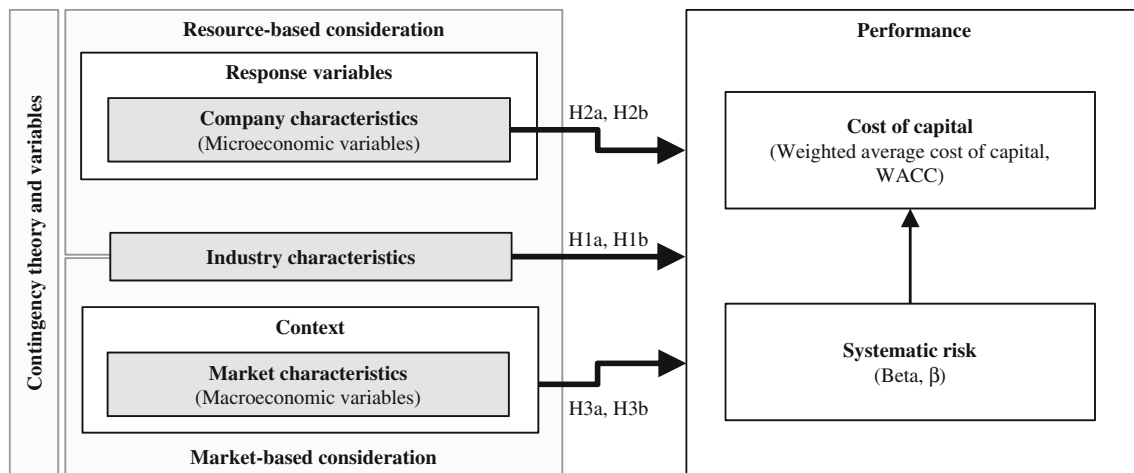 Contingency theory and variables
Resource-based consideration
Response variables
Company characteristics
(Microeconomic variables)
H2a, H2b
Industry characteristics
H1a, H1b
Context
Market characteristics
(Macroeconomic variables)
H3a, H3b
Market-based consideration
Performance
Cost of capital
(Weighted average cost of capital,
WACC)
Systematic risk
(Beta, β)